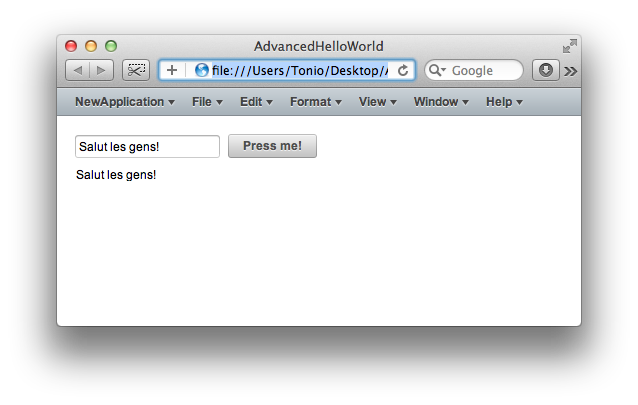 AdvancedHelloWorld
file:///Users/Tonio/Desktop/A
Google
NewApplication File Edit Format View Window Help
Salut les gens! Press me!
Salut les gens!